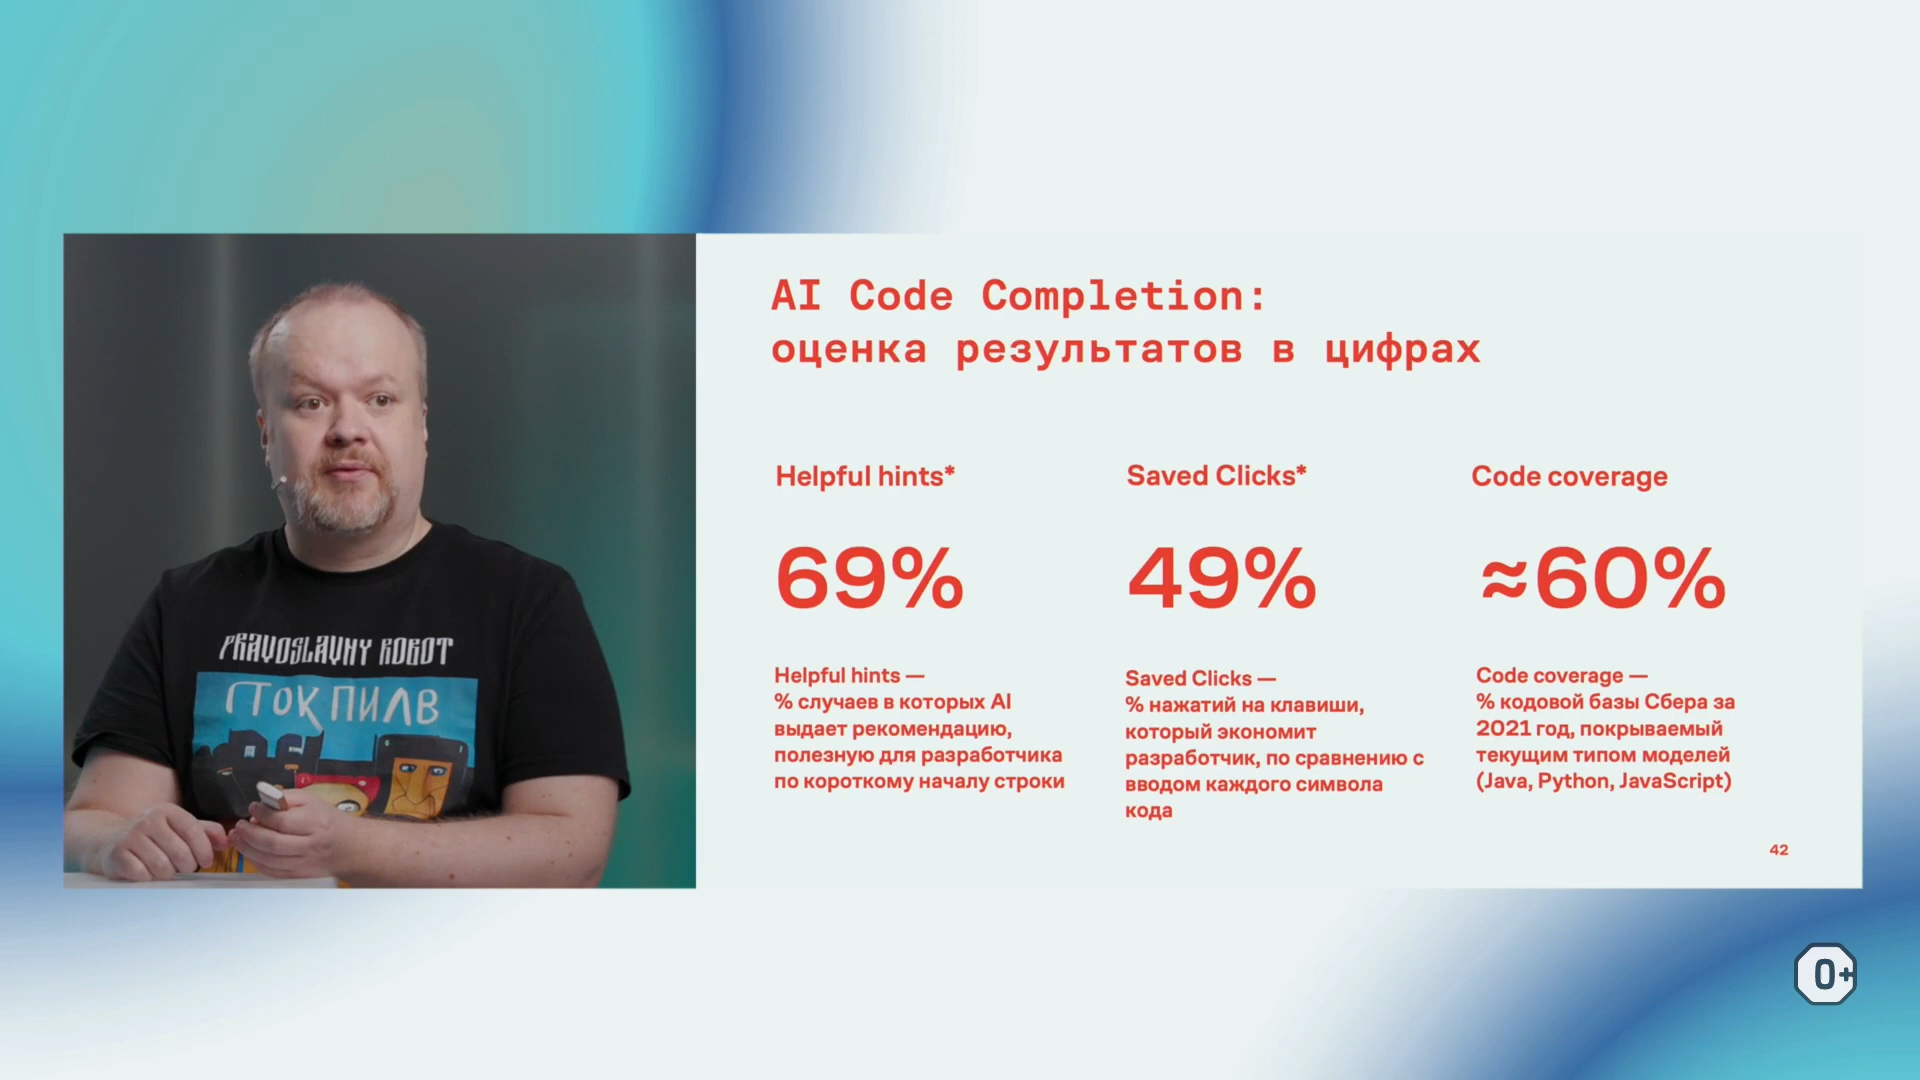 AI Code Completion:
оценка результатов в цифрах
Helpful hints*
69%
Helpful hints —
% случаев в которых AI
выдает рекомендацию,
полезную для разработчика
по короткому началу строки
Saved Clicks*
49%
Saved Clicks —
% нажатий на клавиши,
который экономит
разработчик, по сравнению с
вводом каждого символа
кода
Code coverage
≈60%
Code coverage —
% кодовой базы Сбера за
2021 год, покрываемый
текущим типом моделей
(Java, Python, JavaScript)
42
PRAVOSLAVNY ROBOT
0+